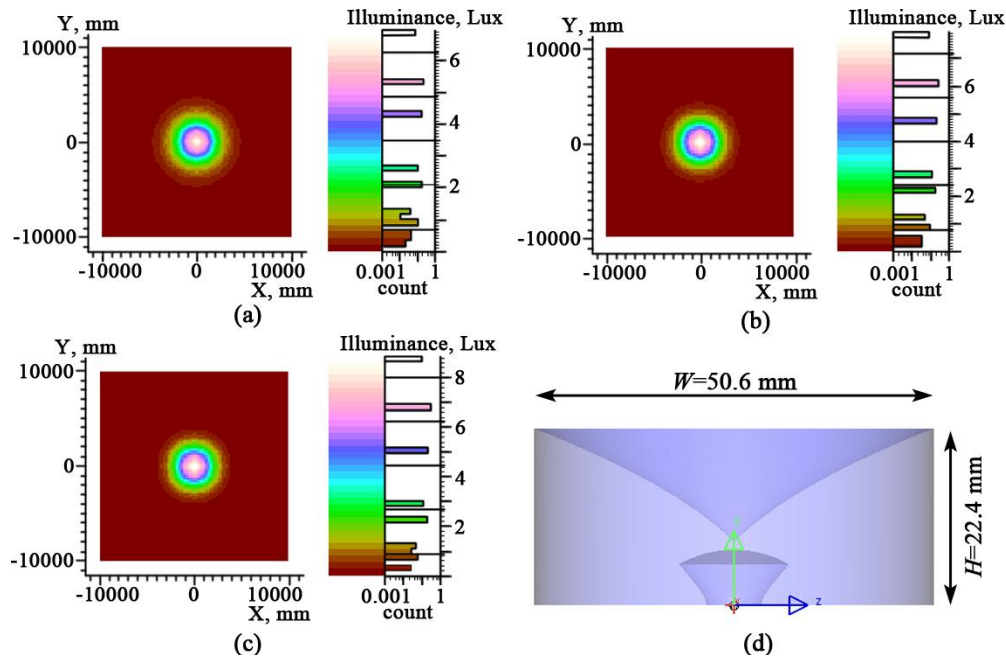 Y, mm
Illuminance, Lux
10000
0
-10000
-10000
0
10000
X, mm
6
4
2
0.001
1
count
(a)
Y, mm
Illuminance, Lux
10000
0
-10000
-10000
0
10000
X, mm
6
4
2
0.001
1
count
(b)
Y, mm
Illuminance, Lux
10000
0
-10000
-10000
0
10000
X, mm
8
6
4
2
0.001
1
count
(c)
W=50.6 mm
H=22.4 mm
z
(d)